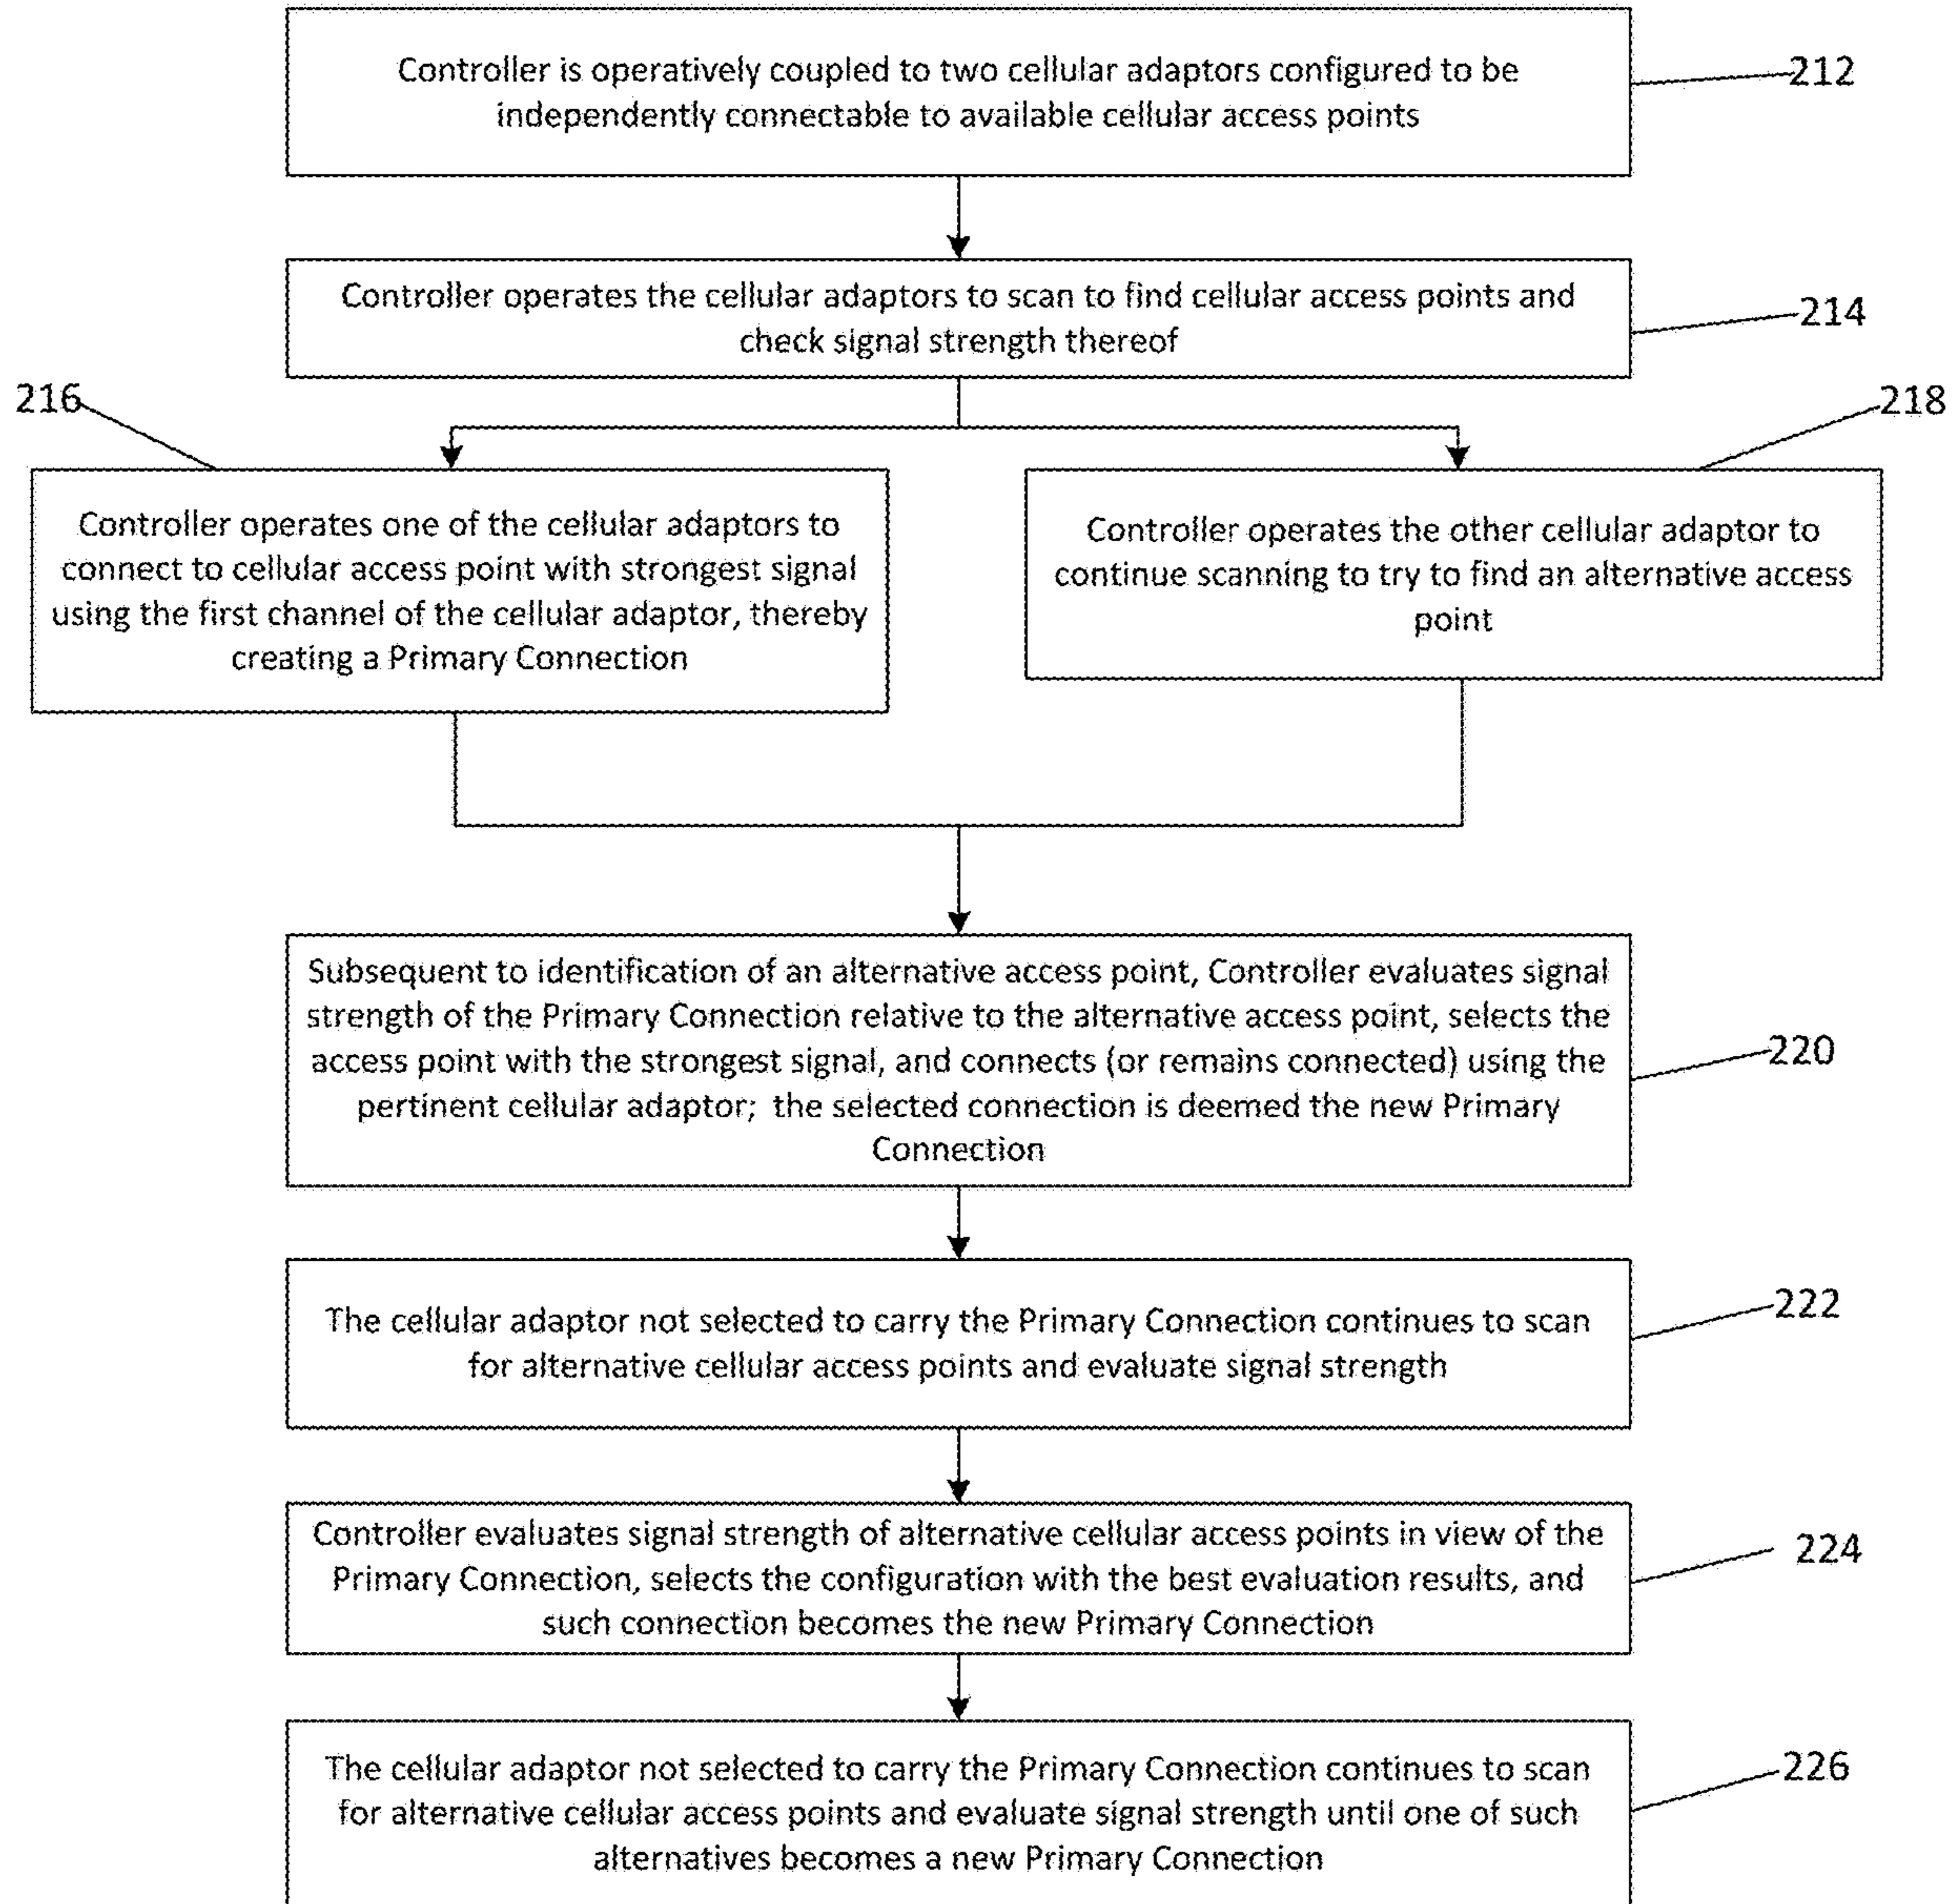 Controller is operatively coupled to two cellular adaptors configured to be
independently connectable to available cellular access points
212
Controller operates the cellular adaptors to scan to find cellular access points and
check signal strength thereof
214
216
218
Controller operates one of the cellular adaptors to
connect to cellular access point with strongest signal
using the first channel of the cellular adaptor, thereby
creating a Primary Connection
Controller operates the other cellular adaptor to
continue scanning to try to find an alternative access
point
Subsequent to identification of an alternative access point, Controller evaluates signal
strength of the Primary Connection relative to the alternative access point, selects the
access point with the strongest signal, and connects (or remains connected) using the
pertinent cellular adaptor; the selected connection is deemed the new Primary
Connection
220
The cellular adaptor not selected to carry the Primary Connection continues to scan
for alternative cellular access points and evaluate signal strength
222
Controller evaluates signal strength of alternative cellular access points in view of the
Primary Connection, selects the configuration with the best evaluation results, and
such connection becomes the new Primary Connection
224
The cellular adaptor not selected to carry the Primary Connection continues to scan
for alternative cellular access points and evaluate signal strength until one of such
alternatives becomes a new Primary Connection
226